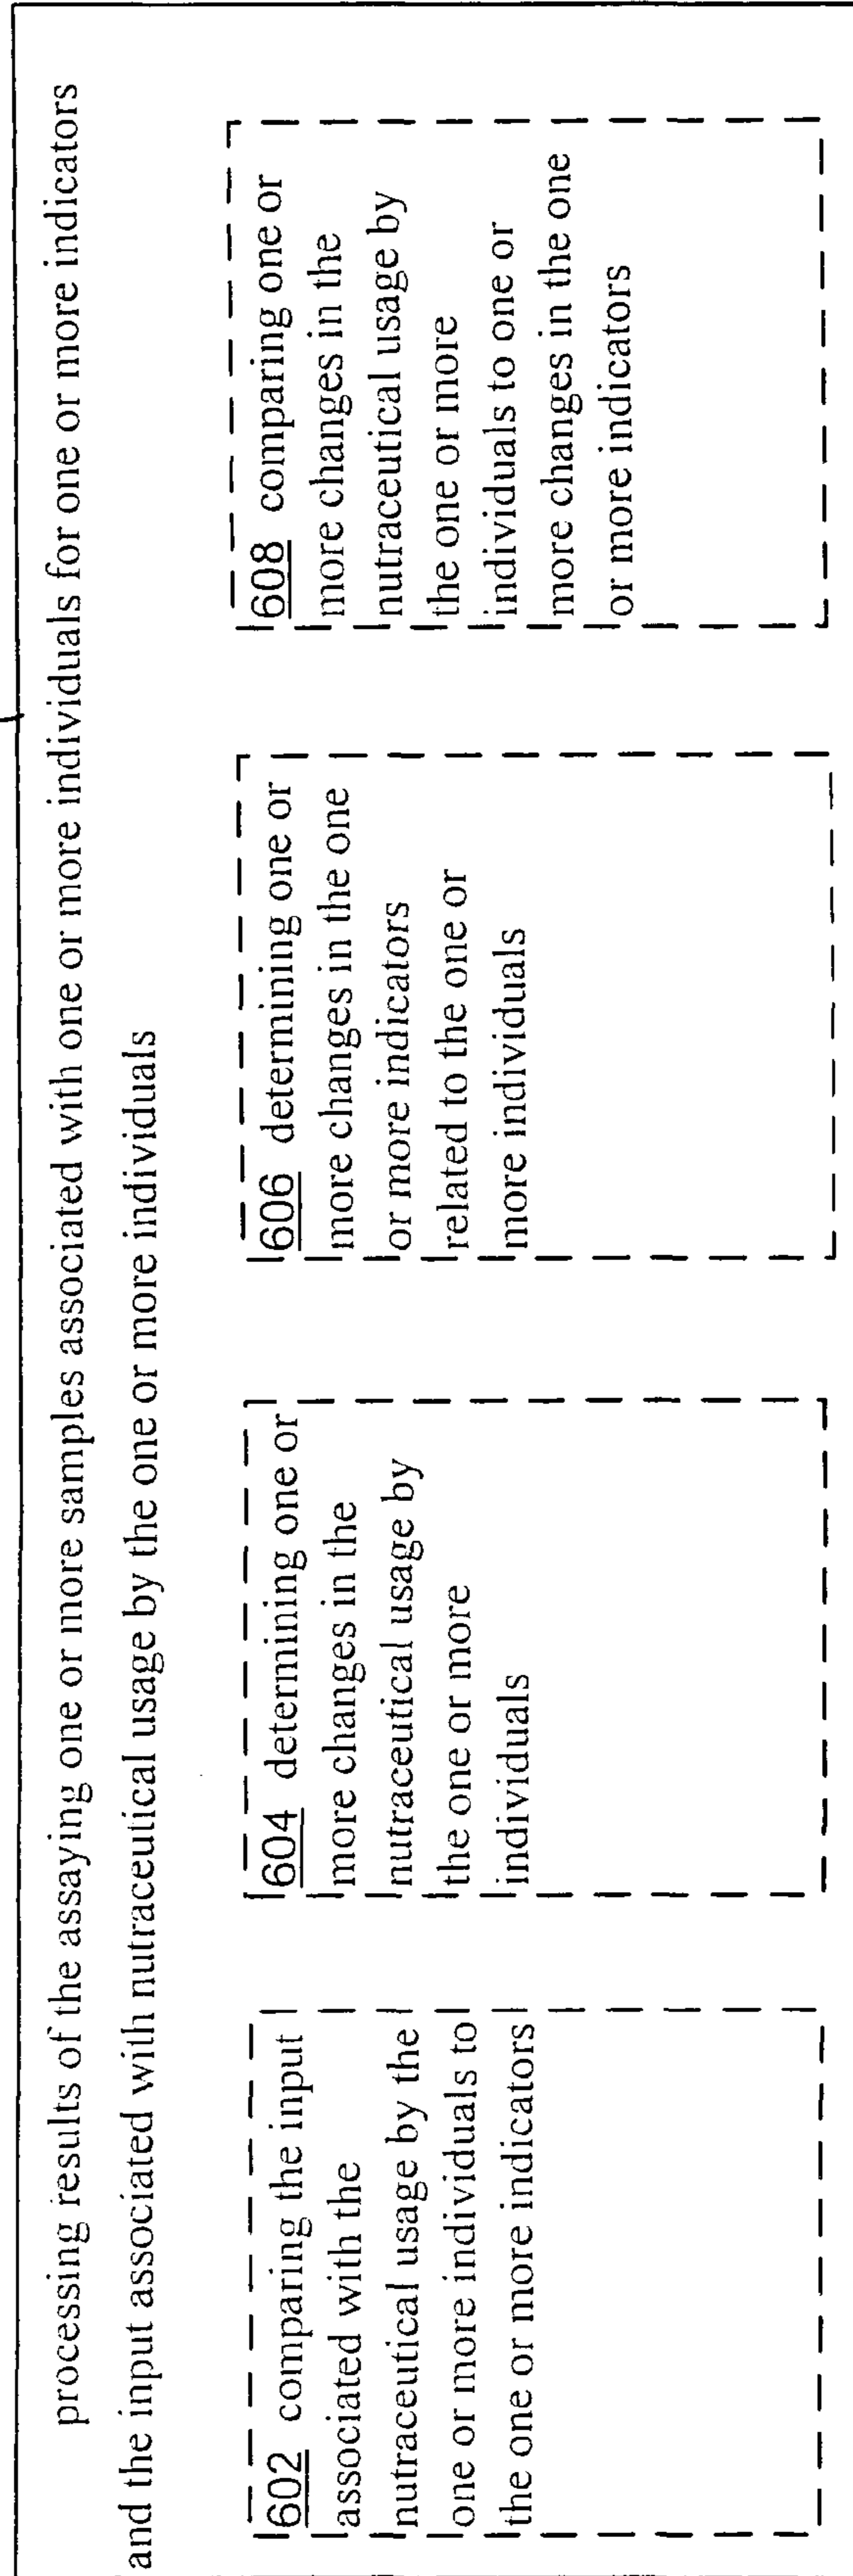 processing results of the assaying one or more samples associated with one or more individuals for one or more indicators
and the input associated with nutraceutical usage by the one or more individuals
602 comparing the input
associated with the
nutraceutical usage by the
one or more individuals to
the one or more indicators
604 determining one or
more changes in the
nutraceutical usage by
the one or more
individuals
606 determining one or
more changes in the one
or more indicators
related to the one or
more individuals
608 comparing one or
more changes in the
nutraceutical usage by
the one or more
individuals to one or
more changes in the one
or more indicators